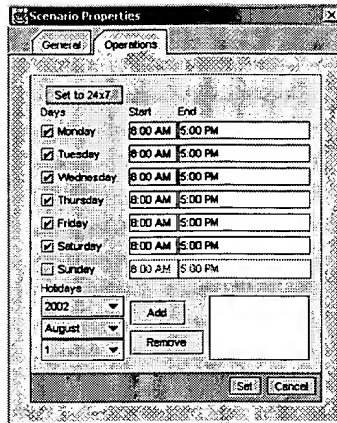 Scenario Properties
General Operations
Set to 24x7
Days Start End
Monday 8:00 AM 5:00 PM
Tuesday 8:00 AM 5:00 PM
Wednesday 8:00 AM 5:00 PM
Thursday 8:00 AM 5:00 PM
Friday 8:00 AM 5:00 PM
Saturday 8:00 AM 5:00 PM
Sunday 8:00 AM 5:00 PM
Holidays
2002
Add
August
Remove
1
Set Cancel